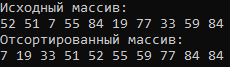 Исходный массив:
52 51 7 55 84 19 77 33 59 84
Отсортированный массив:
7 19 33 51 52 55 59 77 84 84